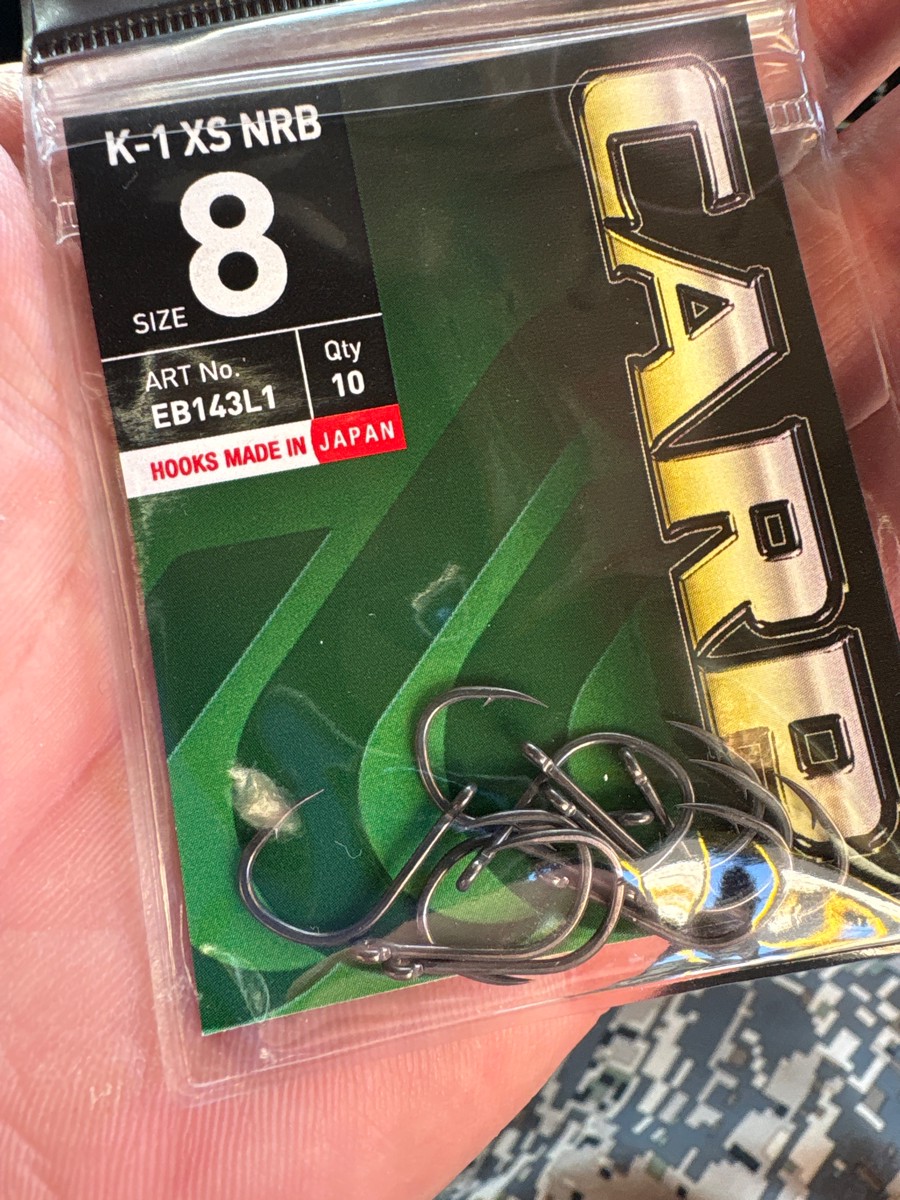 K-1 XS NRB
SIZE 8
ART No.
EB143L1
Qty
10
HOOKS MADE IN JAPAN
CARP